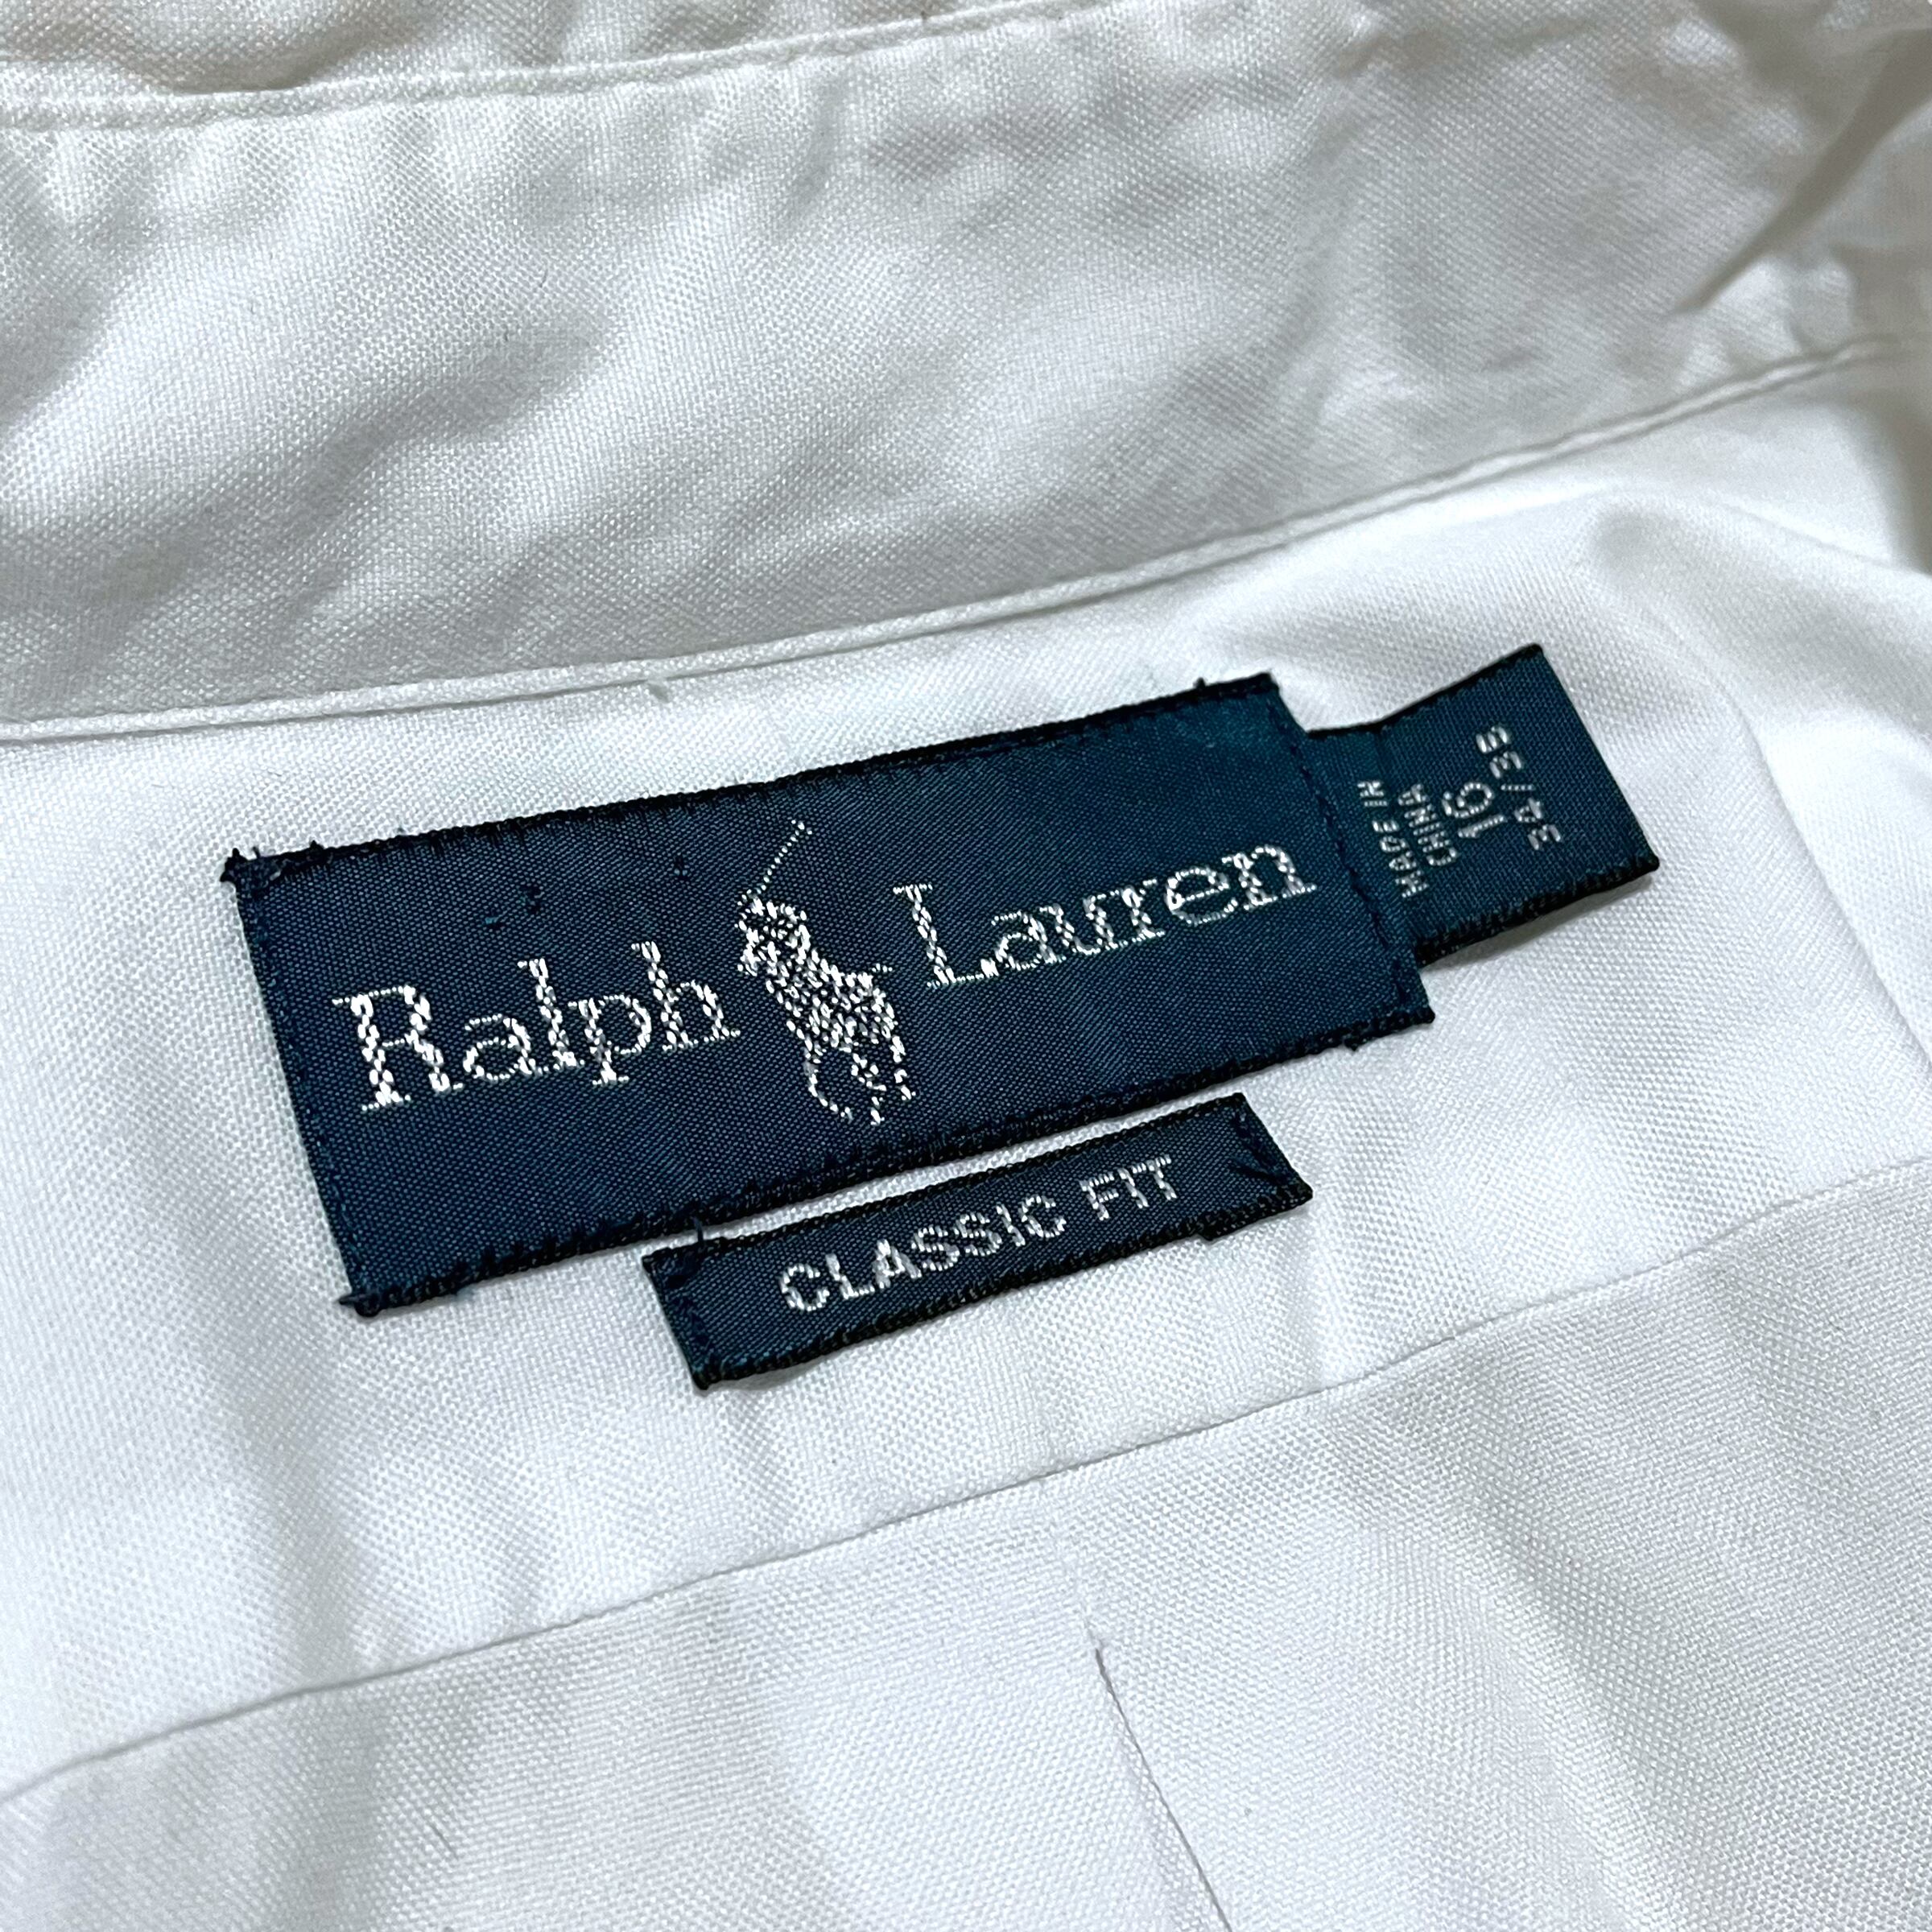 Ralph Lauren
MADE IN
CHINA
16
34/35
CLASSIC FIT